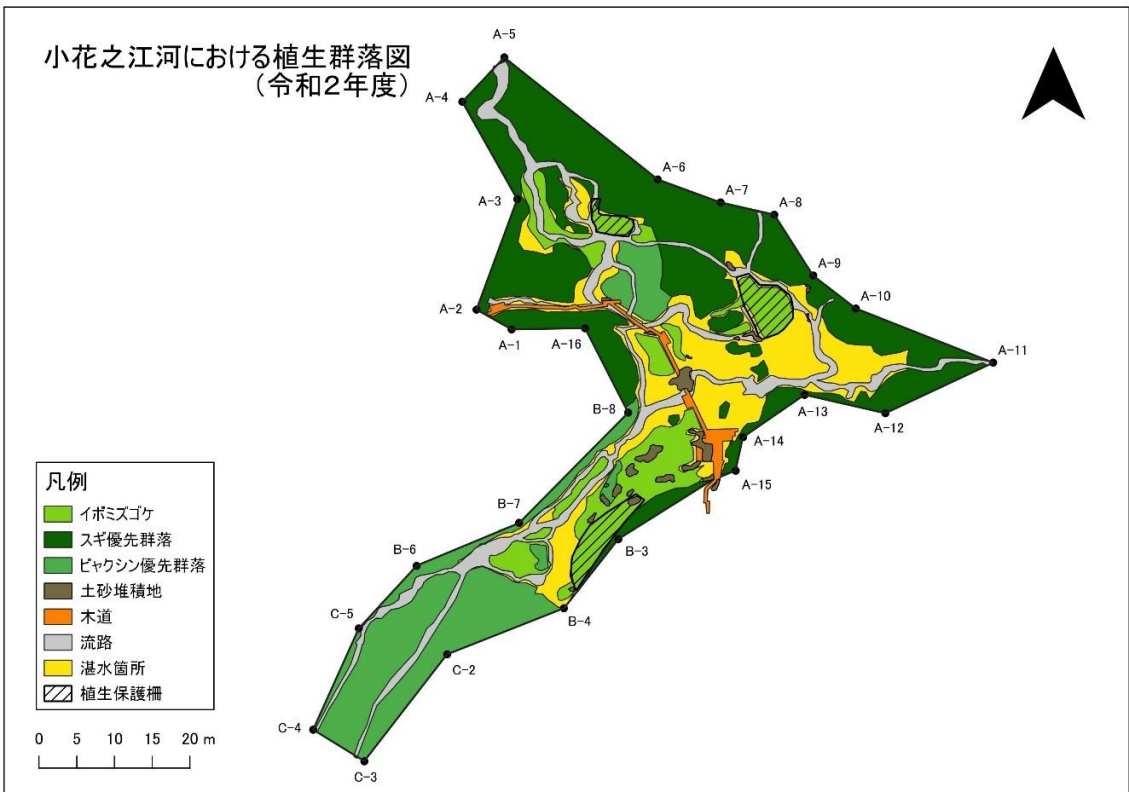 小花之江河における植生群落図
(令和2年度)
A-5
A-4
A-6
A-7
A-8
A-3
A-9
A-10
A-2
A-1
A-16
A-11
A-13
A-12
B-8
A-14
A-15
B-7
B-3
B-6
B-4
C-5
C-2
C-4
C-3
凡例
イボミズゴケ
スギ優先群落
ビャクシン優先群落
土砂堆積地
木道
流路
湛水箇所
植生保護柵
0 5 10 15 20 m